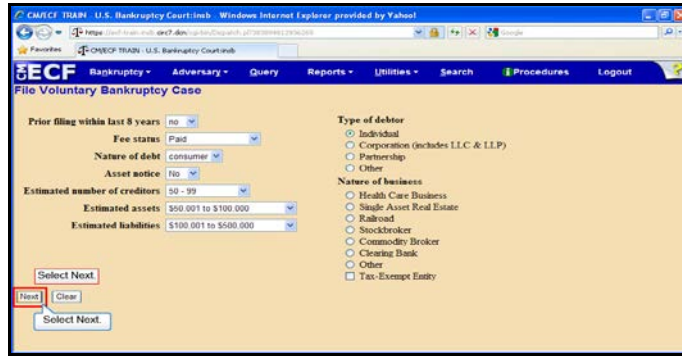 CM/ECF TRAIN - U.S. Bankruptcy Court:insb - Windows Internet Explorer provided by Yahoo!
Google
Favorites CM/ECF TRAIN - U.S. Bankruptcy Court:insb
ECF Bankruptcy Adversary Query Reports Utilities Search Procedures Logout ?
File Voluntary Bankruptcy Case
Prior filing within last 8 years no
Fee status Paid
Nature of debt consumer
Asset notice No
Estimated number of creditors 50 - 99
Estimated assets $50,001 to $100,000
Estimated liabilities $100,001 to $500,000
Type of debtor
Individual
Corporation (includes LLC & LLP)
Partnership
Other
Nature of business
Health Care Business
Single Asset Real Estate
Railroad
Stockbroker
Commodity Broker
Clearing Bank
Other
Tax-Exempt Entity
Select Next.
Next Clear
Select Next.